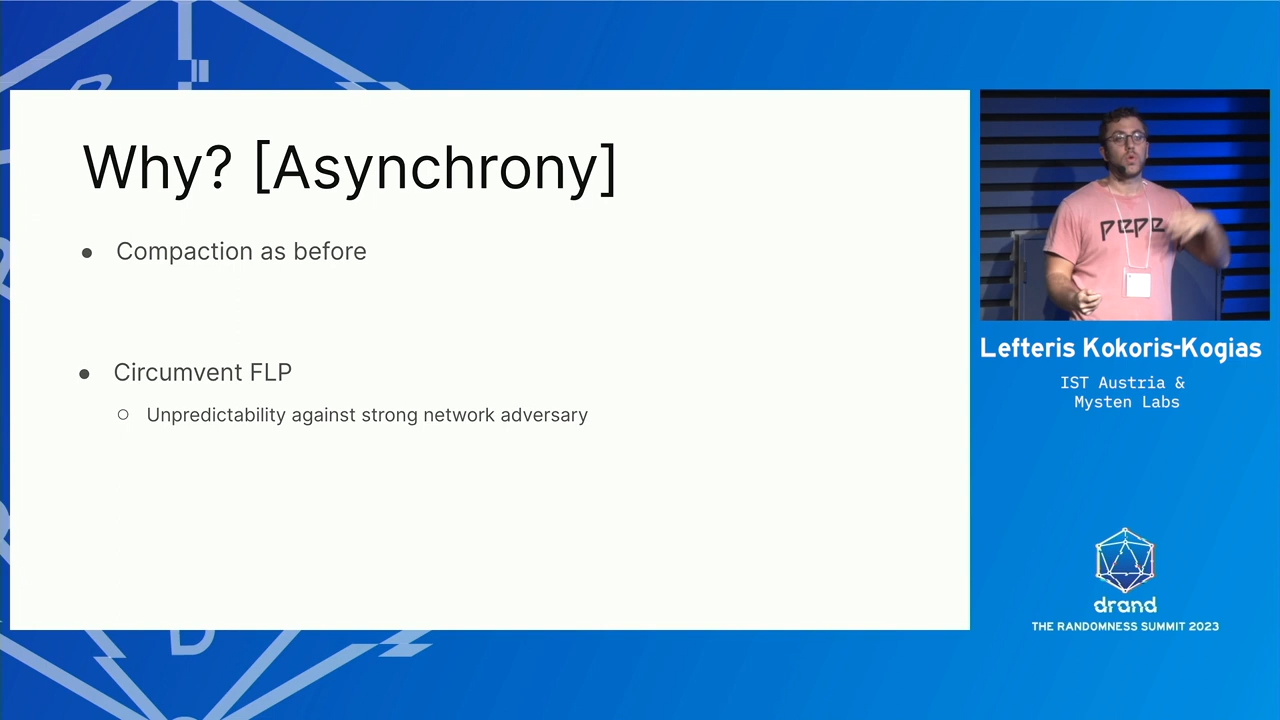 Why? [Asynchrony]
● Compaction as before
● Circumvent FLP
○ Unpredictability against strong network adversary
pepe
Lefteris Kokoris-Kogias
IST Austria &
Mysten Labs
drand
THE RANDOMNESS SUMMIT 2023